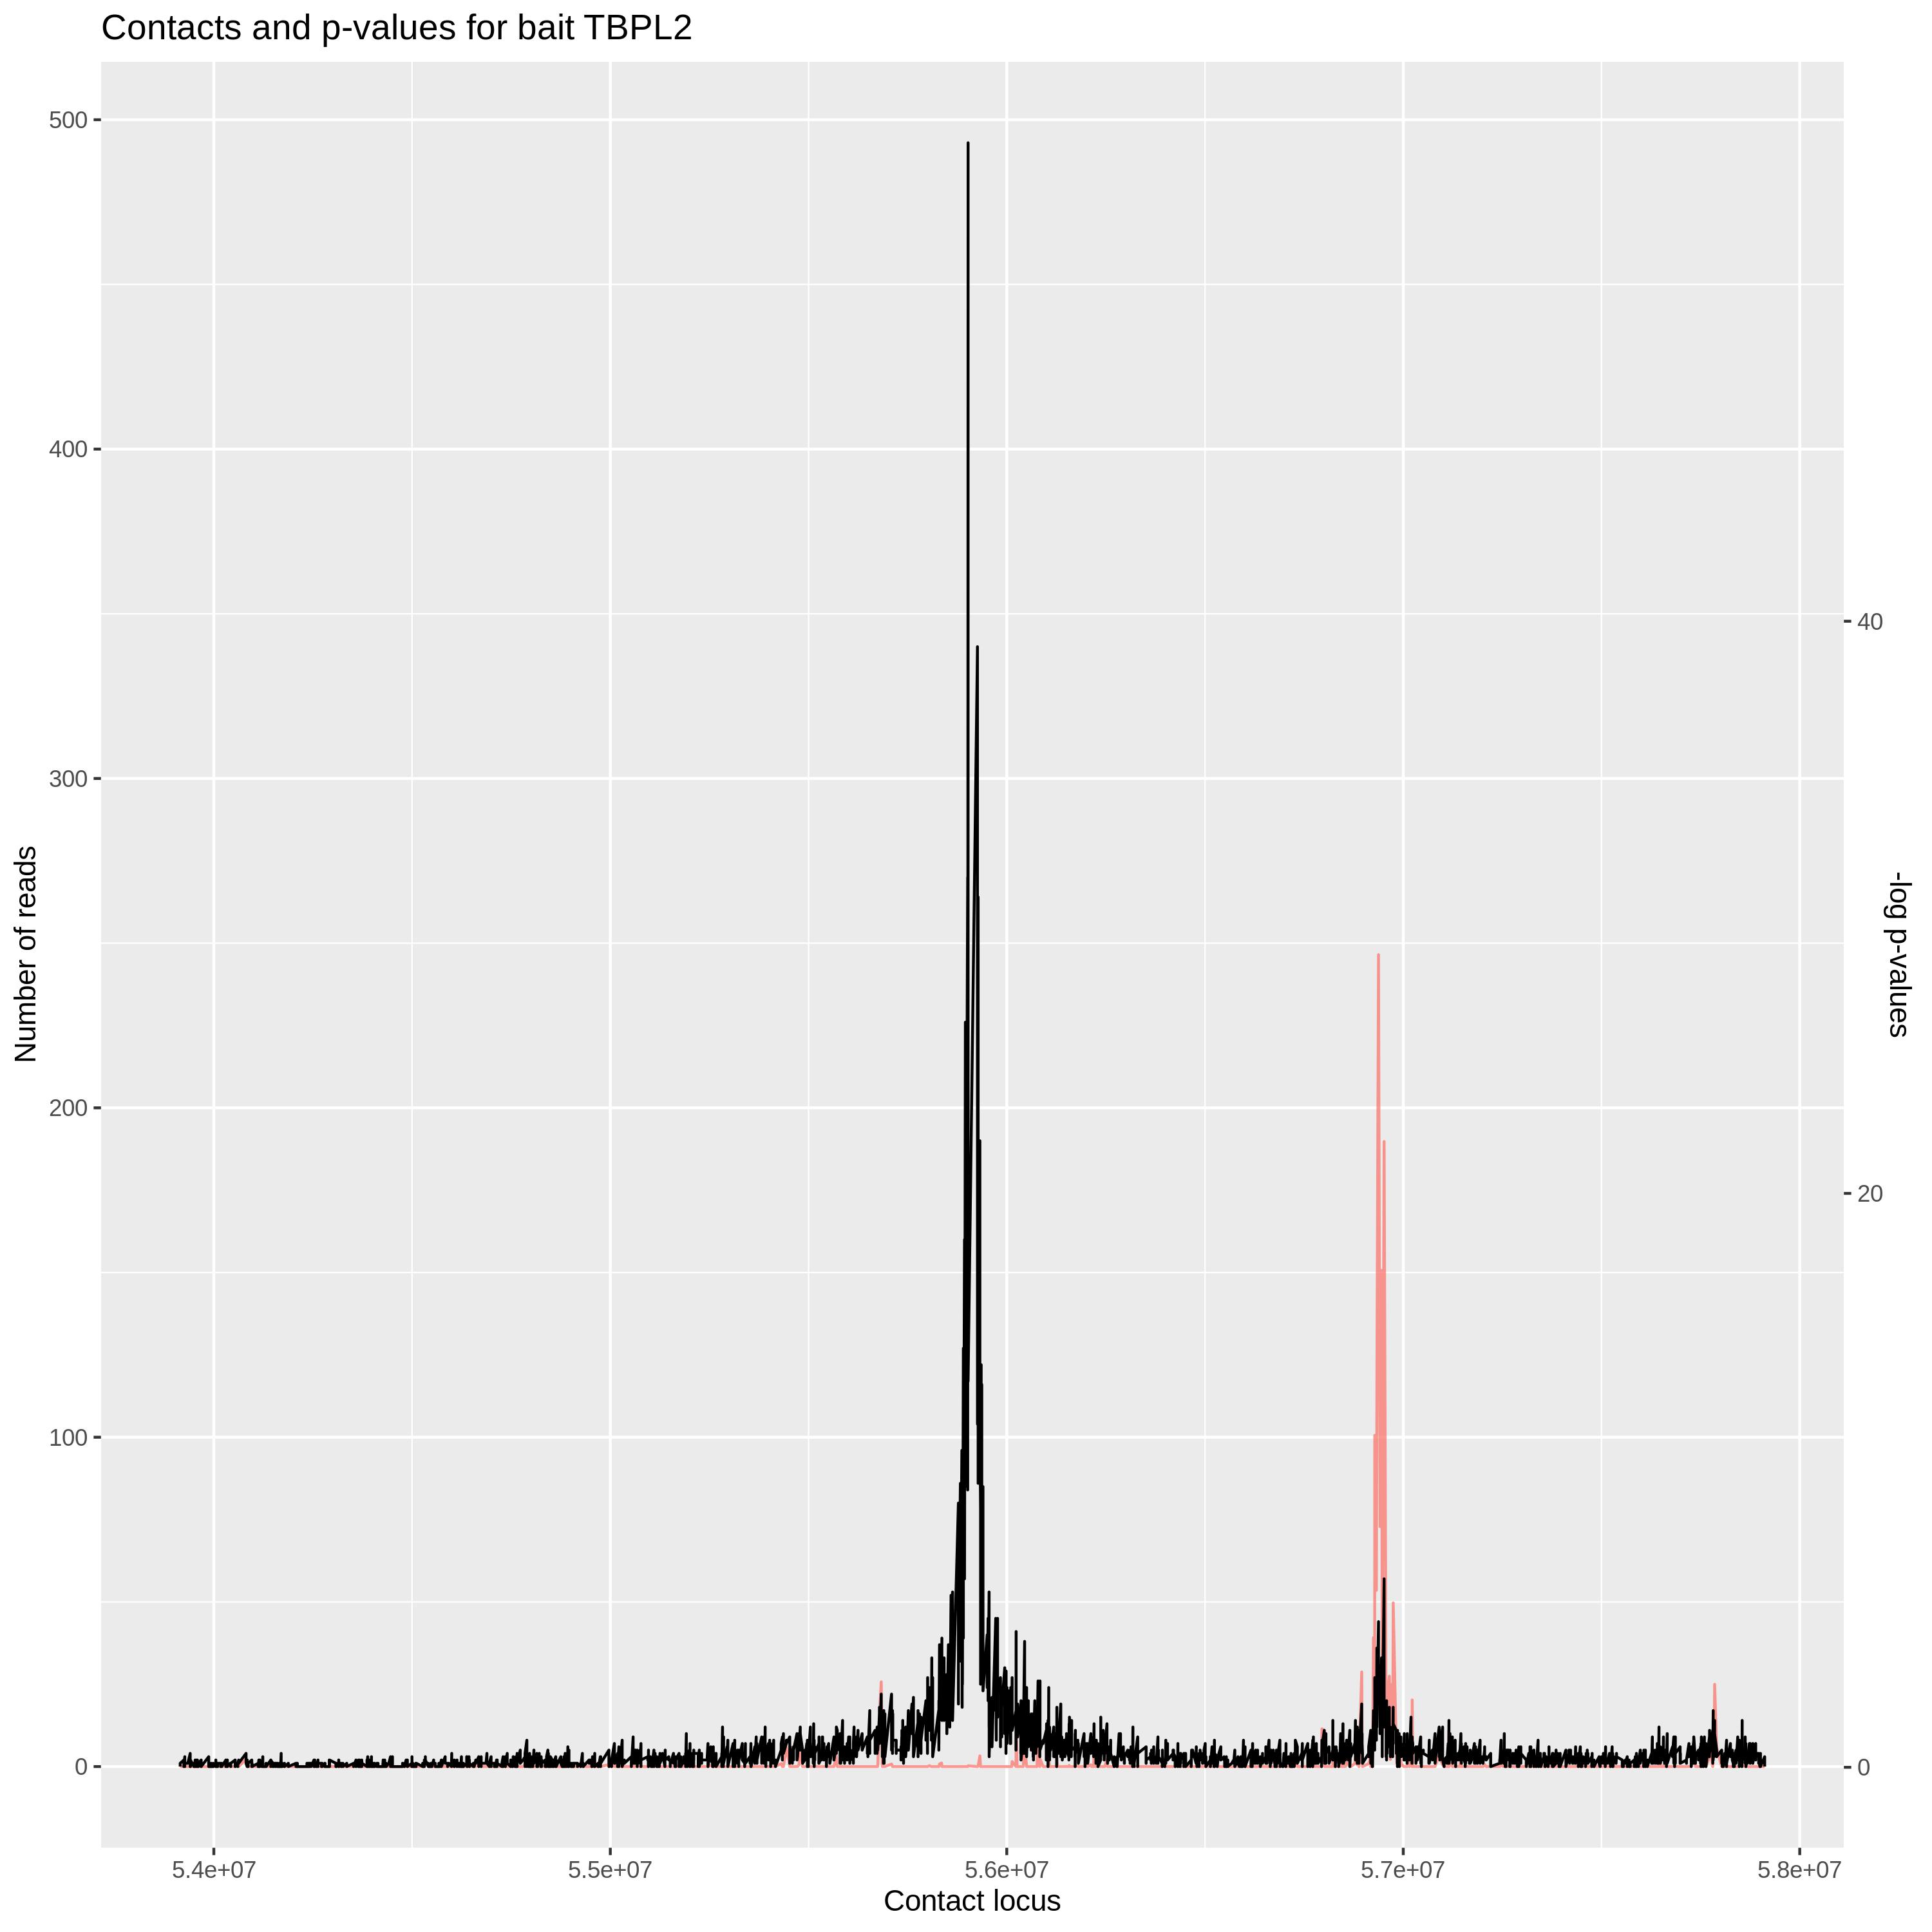 Contacts and p-values for bait TBPL2
500
400
300
200
100
0
Number of reads
40
20
0
-log p-values
5.4e+07
5.5e+07
5.6e+07
5.7e+07
5.8e+07
Contact locus